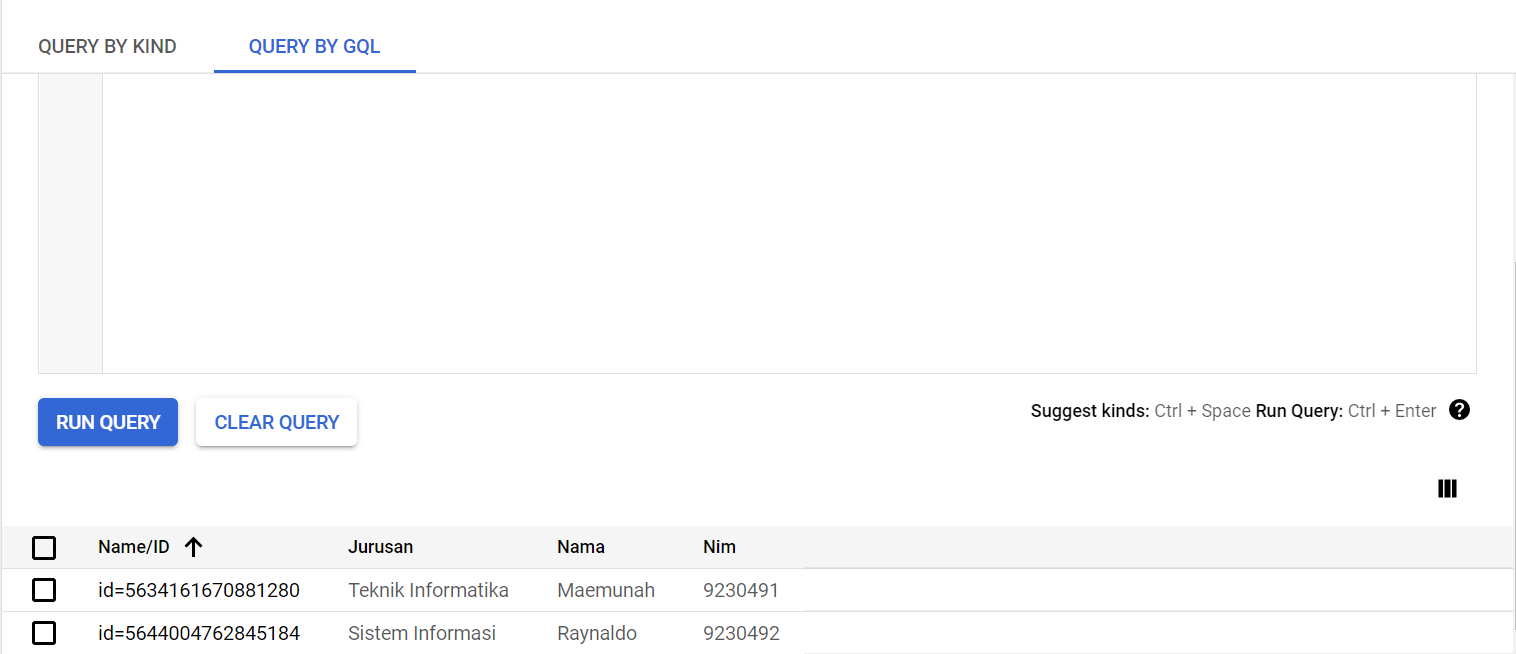 QUERY BY KIND QUERY BY GQL
RUN QUERY CLEAR QUERY Suggest kinds: Ctrl + Space Run Query: Ctrl + Enter ?
Name/ID Jurusan Nama Nim
id=5634161670881280 Teknik Informatika Maemunah 9230491
id=5644004762845184 Sistem Informasi Raynaldo 9230492